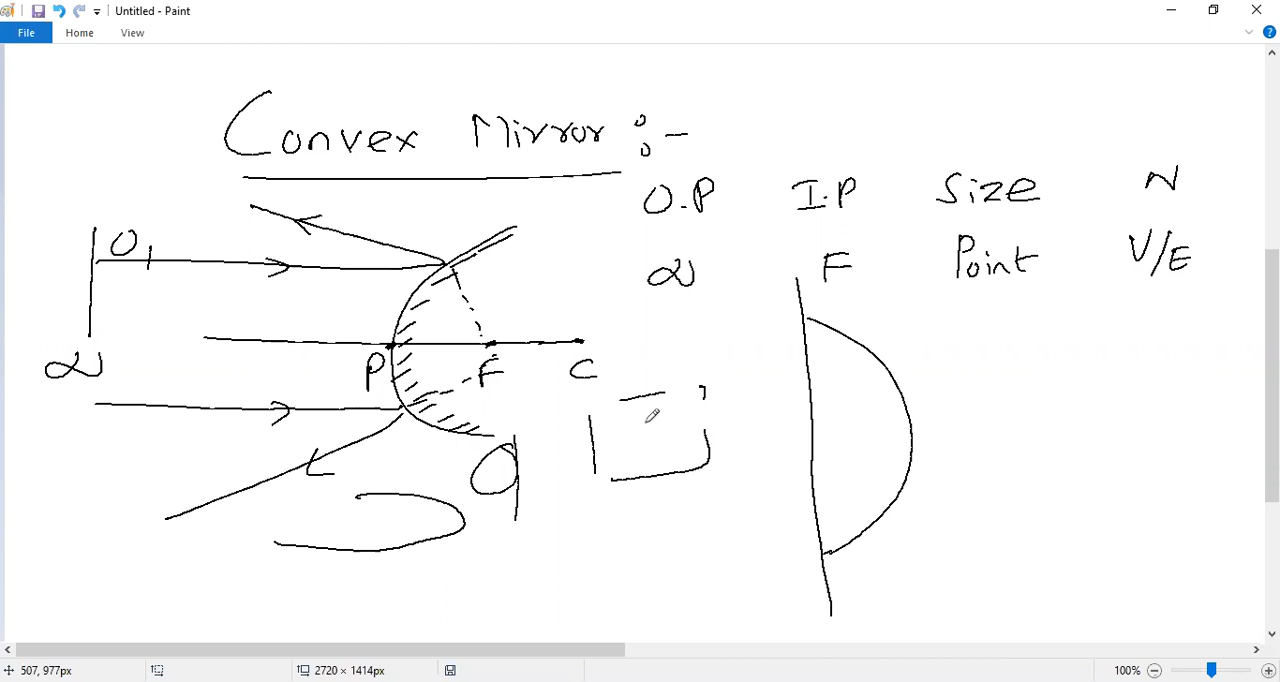 Untitled - Paint
File Home View
Convex Mirror :-
O.P I.P Size N
∞ F Point V/E
O1
P F C
∞
507, 977px 2720 × 1414px 100%